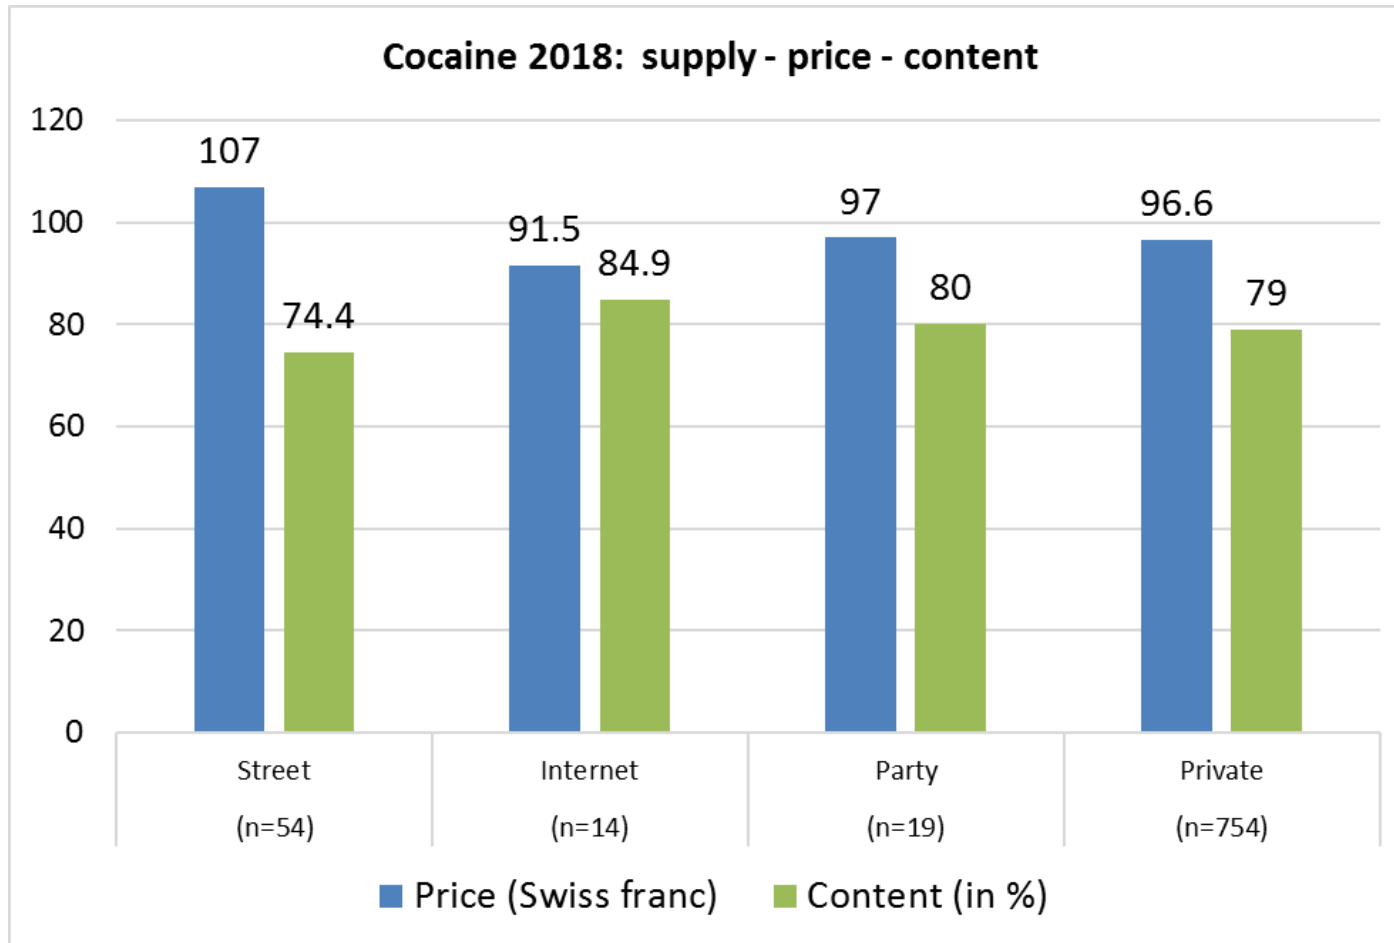 Cocaine 2018:  supply - price - content
120
100
80
60
40
20
0
107
74.4
91.5
84.9
97
80
96.6
79
Street
Internet
Party
Private
(n=54)
(n=14)
(n=19)
(n=754)
Price (Swiss franc)
Content (in %)